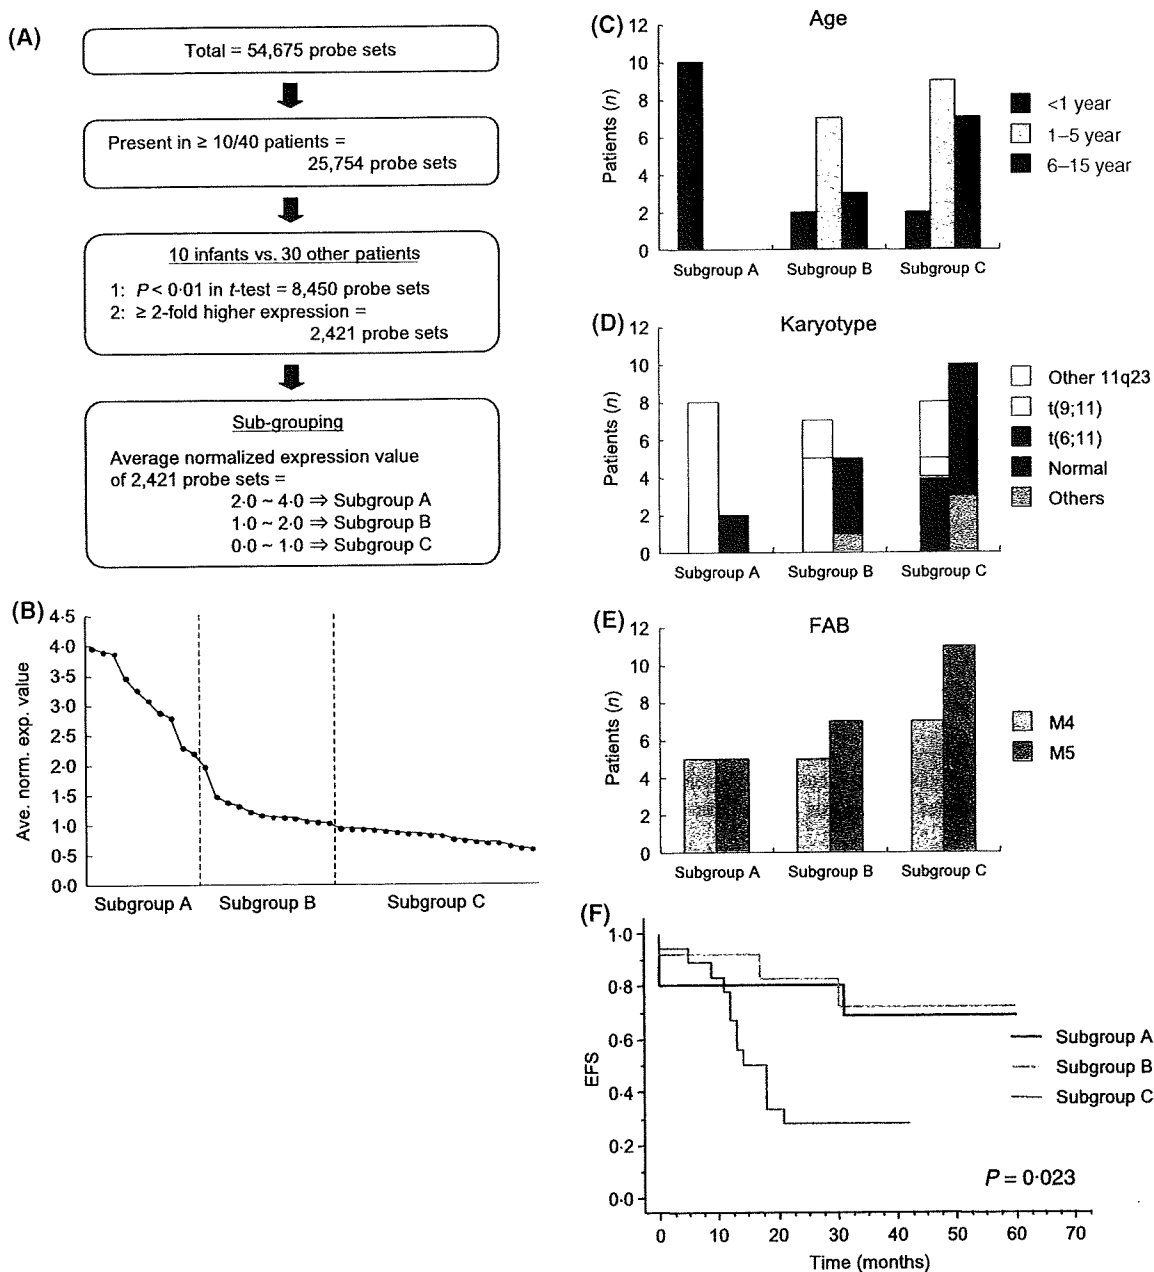 (A)
Total = 54,675 probe sets
Present in ≥ 10/40 patients =
25,754 probe sets
10 infants vs. 30 other patients
1: P < 0·01 in t-test = 8,450 probe sets
2: ≥ 2-fold higher expression =
2,421 probe sets
Sub-grouping
Average normalized expression value
of 2,421 probe sets =
2·0 ~ 4·0 ⇒ Subgroup A
1·0 ~ 2·0 ⇒ Subgroup B
0·0 ~ 1·0 ⇒ Subgroup C
(B)
Ave. norm. exp. value
4·5
4·0
3·5
3·0
2·5
2·0
1·5
1·0
0·5
0·0
Subgroup A Subgroup B Subgroup C
(C)
Age
Patients (n)
12
10
8
6
4
2
0
Subgroup A Subgroup B Subgroup C
<1 year
1–5 year
6–15 year
(D)
Karyotype
Patients (n)
12
10
8
6
4
2
0
Subgroup A Subgroup B Subgroup C
Other 11q23
t(9;11)
t(6;11)
Normal
Others
(E)
FAB
Patients (n)
12
10
8
6
4
2
0
Subgroup A Subgroup B Subgroup C
M4
M5
(F)
EFS
1·0
0·8
0·6
0·4
0·2
0·0
Subgroup A
Subgroup B
Subgroup C
P = 0·023
0 10 20 30 40 50 60 70
Time (months)